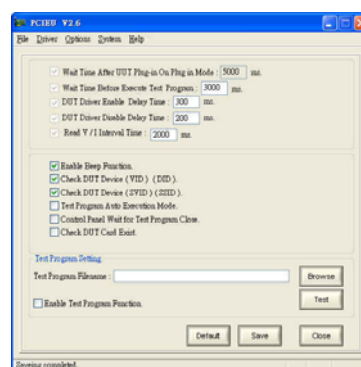 PCIEU V2.6
File Driver Options System Help
Wait Time After UUT Plug-in On Plug in Mode : 5000 ms.
Wait Time Before Execute Test Program : 3000 ms.
DUT Driver Enable Delay Time : 300 ms.
DUT Driver Disable Delay Time : 200 ms.
Read V / I Interval Time : 2000 ms.
Enable Beep Function.
Check DUT Device ( VID ) (DID).
Check DUT Device ( SVID ) (SSID).
Test Program Auto Execution Mode.
Control Panel Wait for Test Program Close.
Check DUT Card Exist.
Test Program Setting
Test Program Filename : Browse
Enable Test Program Function. Test
Default Save Close
Saveing completed.